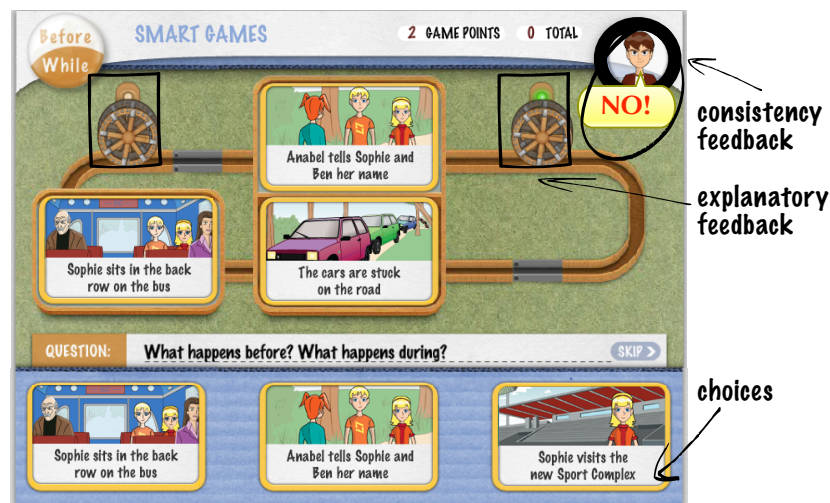 Before
While
SMART GAMES
2 GAME POINTS
0 TOTAL
NO!
consistency
feedback
Anabel tells Sophie and
Ben her name
explanatory
feedback
Sophie sits in the back
row on the bus
The cars are stuck
on the road
QUESTION:
What happens before? What happens during?
SKIP >
choices
Sophie sits in the back
row on the bus
Anabel tells Sophie and
Ben her name
Sophie visits the
new Sport Complex